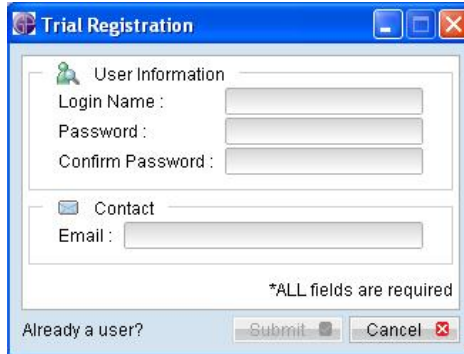 Trial Registration
User Information
Login Name :
Password :
Confirm Password :
Contact
Email :
*ALL fields are required
Already a user?
Submit
Cancel